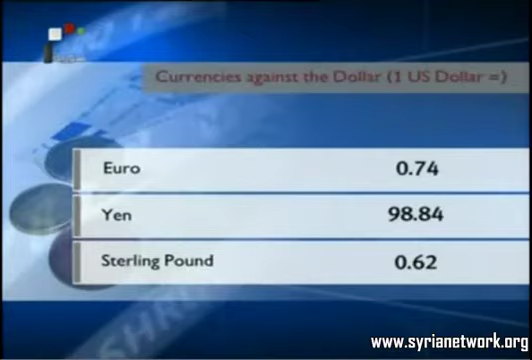 Currencies against the Dollar (1 US Dollar =)
Euro 0.74
Yen 98.84
Sterling Pound 0.62
www.syrianetwork.org